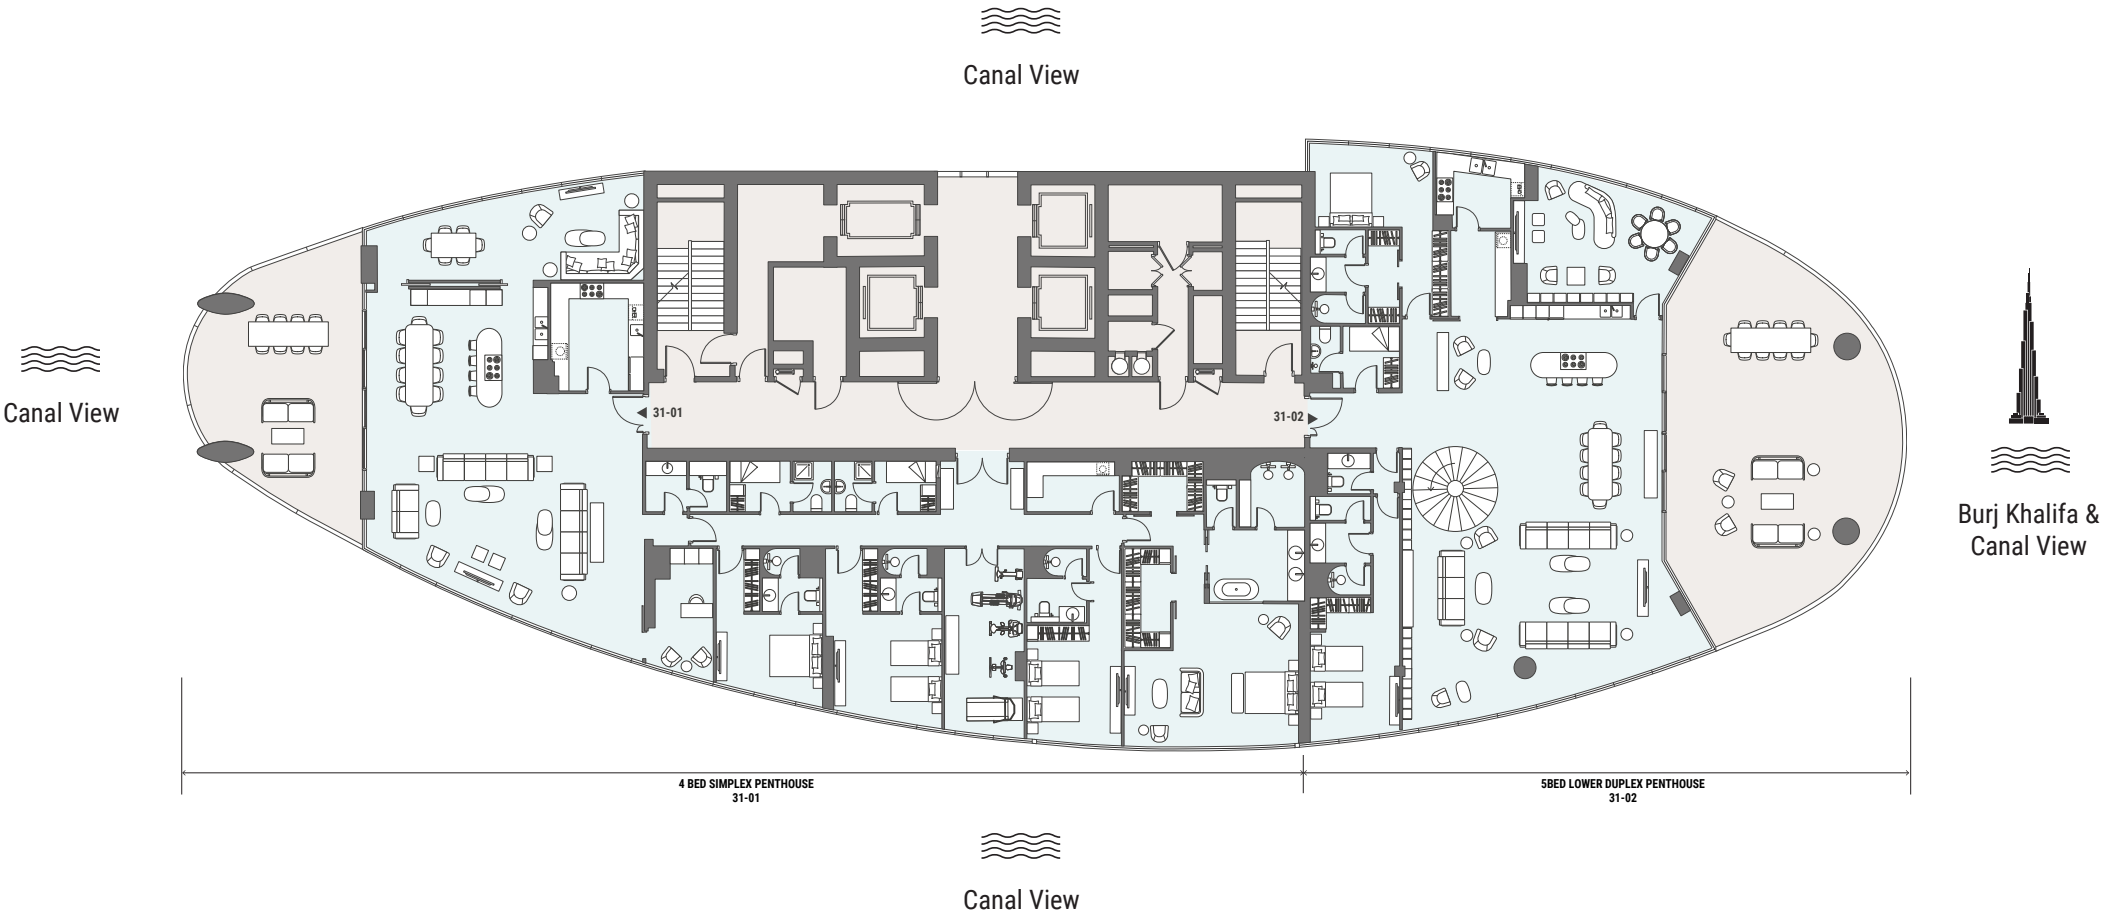 Canal View
Canal View
31-01
31-02
Burj Khalifa &
Canal View
4 BED SIMPLEX PENTHOUSE
31-01
5BED LOWER DUPLEX PENTHOUSE
31-02
Canal View